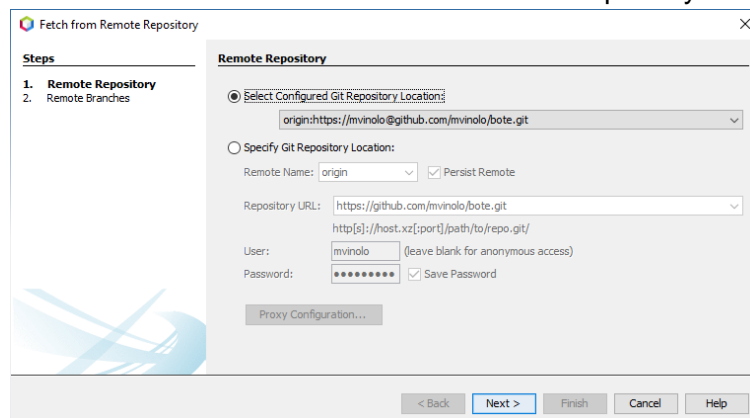 Fetch from Remote Repository
Steps
1. Remote Repository
2. Remote Branches
Remote Repository
Select Configured Git Repository Location:
origin:https://mvinolo@github.com/mvinolo/bote.git
Specify Git Repository Location:
Remote Name: origin Persist Remote
Repository URL: https://github.com/mvinolo/bote.git
http[s]://host.xz[:port]/path/to/repo.git/
User: mvinolo (leave blank for anonymous access)
Password: ●●●●●●●●● Save Password
Proxy Configuration...
< Back Next > Finish Cancel Help